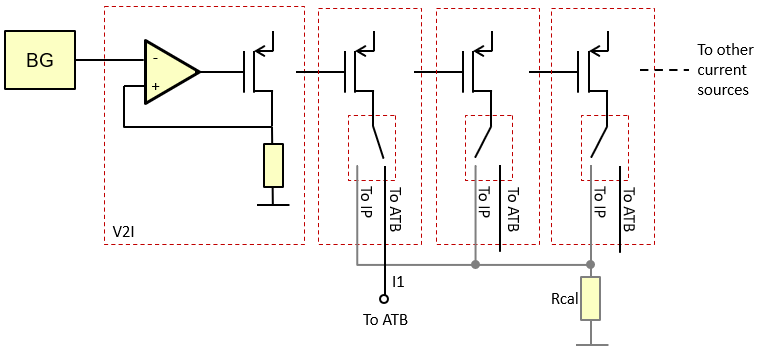 BG
-
+
V2I
To IP
To ATB
To IP
To ATB
To IP
To ATB
To other
current
sources
I1
To ATB
Rcal